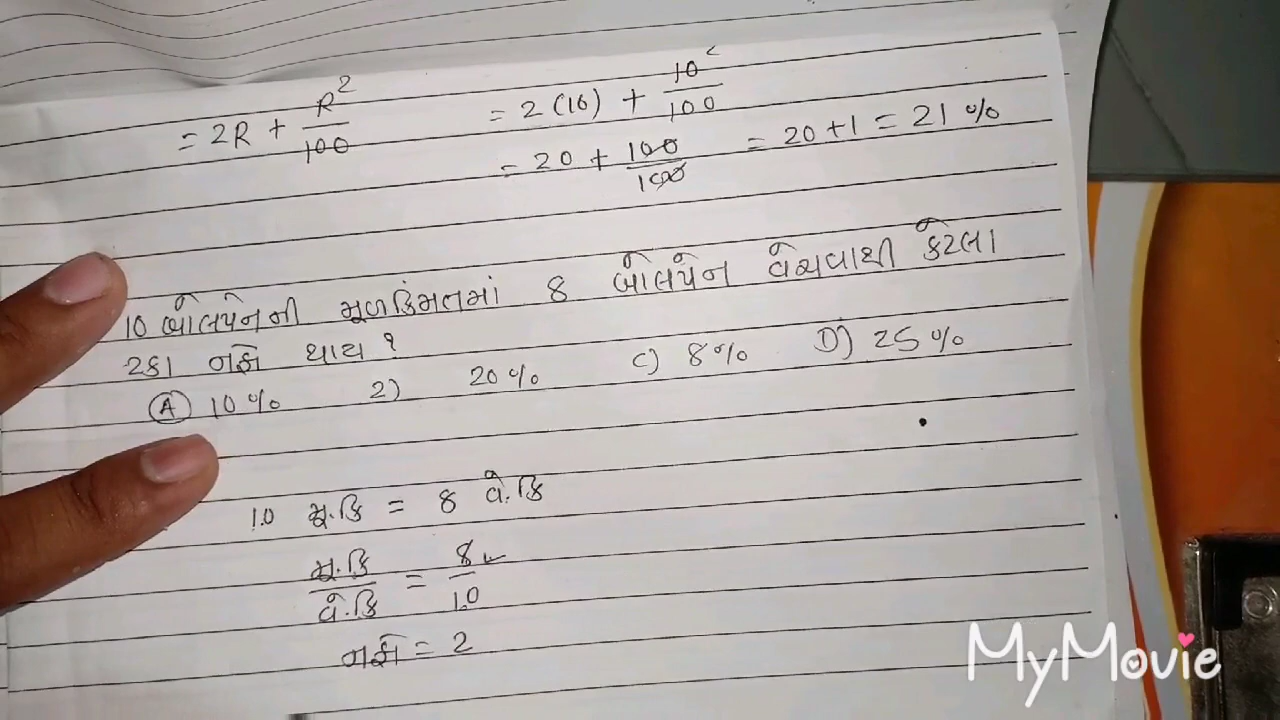 = 2R + R²/100 = 2(10) + 10²/100
= 20 + 100/100 = 20 + 1 = 21 %
10 બોલપેનની મૂળકિંમતમાં 8 બોલપેન વેચવાથી કેટલા
ટકા નફો થાય ?
(A) 10% 2) 20% C) 8% D) 25%
10 મૂ.કિ = 8 વે.કિ
મૂ.કિ/વે.કિ = 8/10
નફો = 2
MyMovie